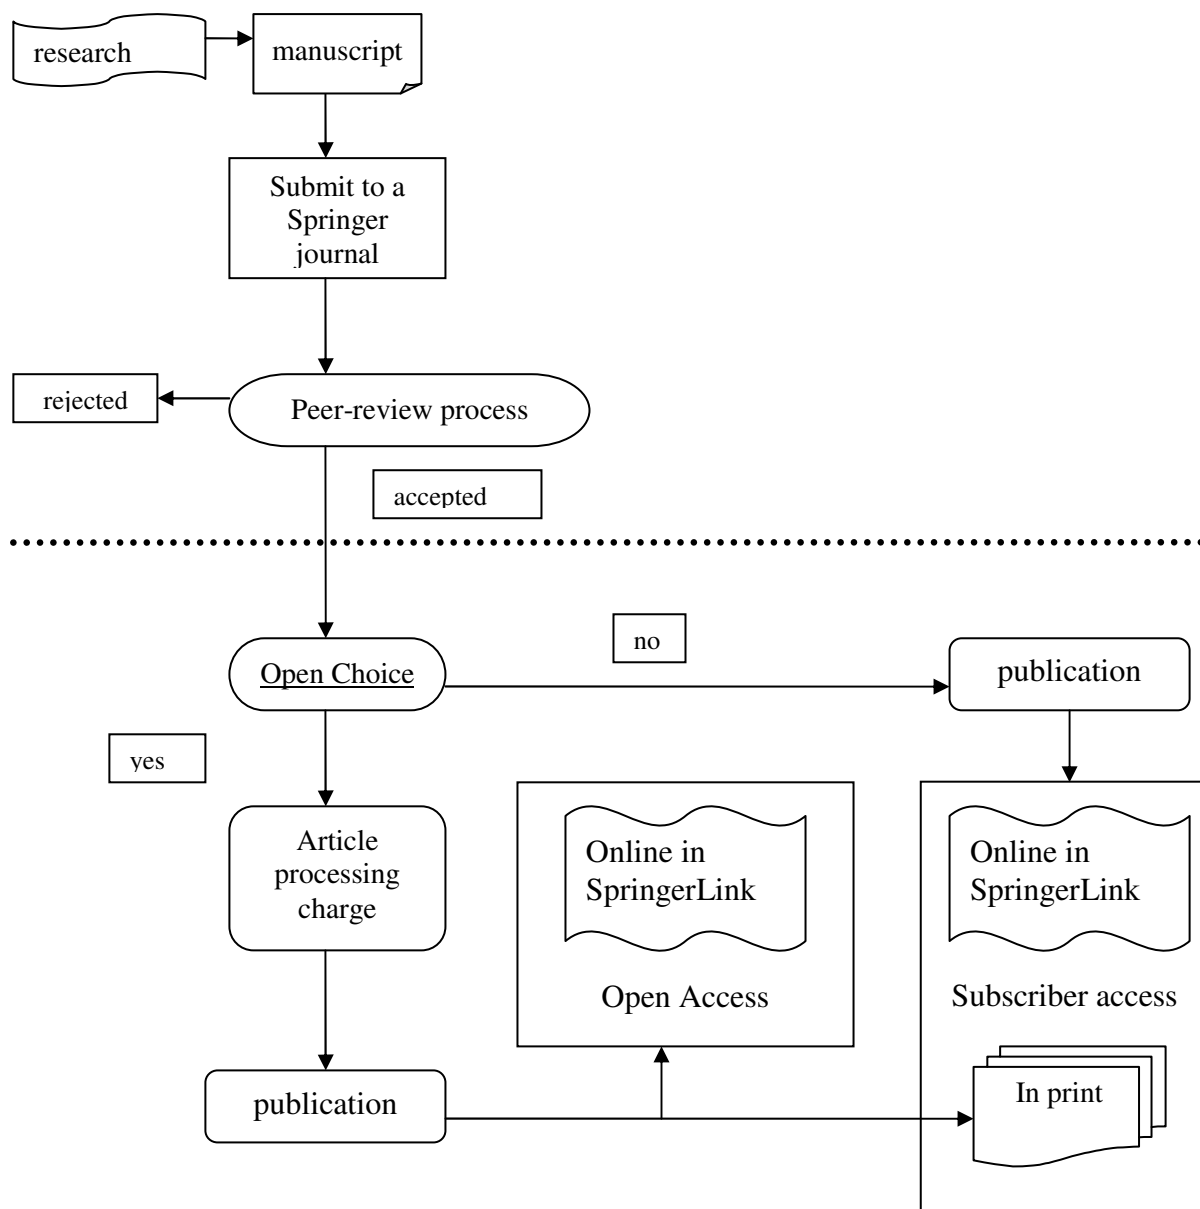 research
manuscript
Submit to a
Springer
journal
rejected
Peer-review process
accepted
no
Open Choice
publication
yes
Article
processing
charge
Online in
SpringerLink
Open Access
Online in
SpringerLink
Subscriber access
publication
In print